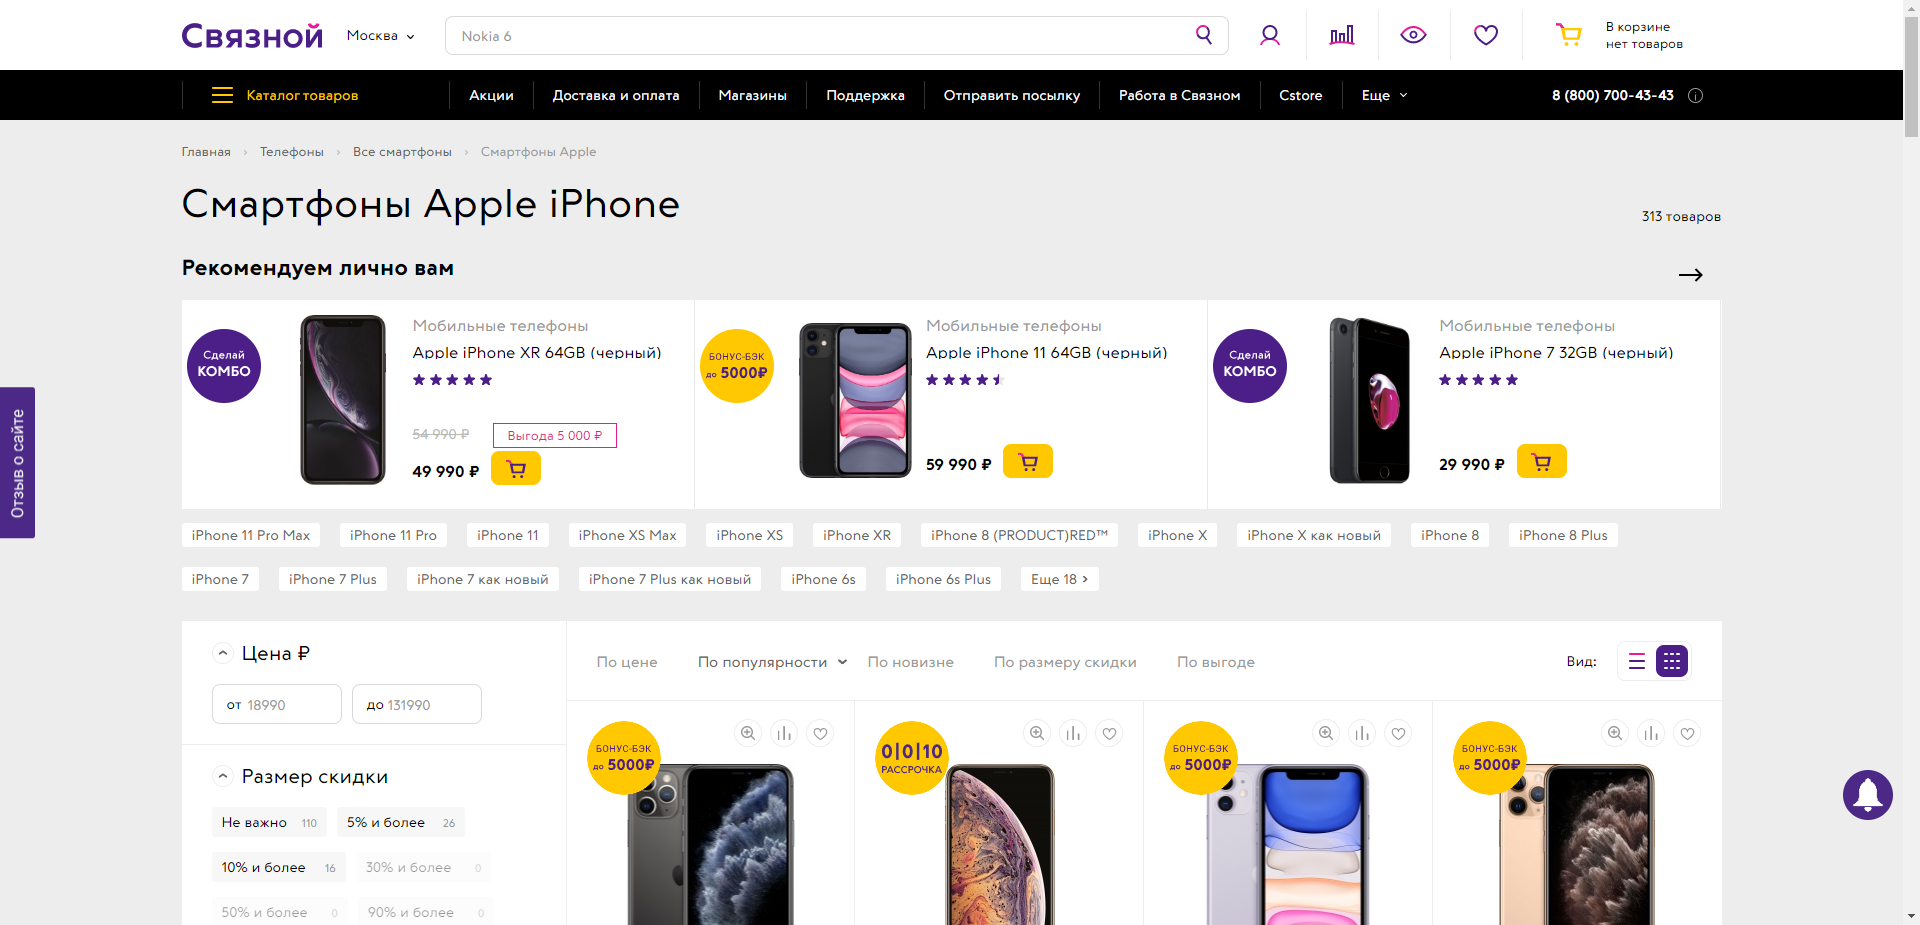 Связной
Москва
Nokia 6
В корзине
нет товаров
Каталог товаров
Акции
Доставка и оплата
Магазины
Поддержка
Отправить посылку
Работа в Связном
Cstore
Еще
8 (800) 700-43-43
Главная › Телефоны › Все смартфоны › Смартфоны Apple
Смартфоны Apple iPhone
313 товаров
Рекомендуем лично вам
Сделай
КОМБО
Мобильные телефоны
Apple iPhone XR 64GB (черный)
54 990 ₽
Выгода 5 000 ₽
49 990 ₽
БОНУС-БЭК
до 5000₽
Мобильные телефоны
Apple iPhone 11 64GB (черный)
59 990 ₽
Сделай
КОМБО
Мобильные телефоны
Apple iPhone 7 32GB (черный)
29 990 ₽
Отзыв о сайте
iPhone 11 Pro Max
iPhone 11 Pro
iPhone 11
iPhone XS Max
iPhone XS
iPhone XR
iPhone 8 (PRODUCT)RED™
iPhone X
iPhone X как новый
iPhone 8
iPhone 8 Plus
iPhone 7
iPhone 7 Plus
iPhone 7 как новый
iPhone 7 Plus как новый
iPhone 6s
iPhone 6s Plus
Еще 18 ›
Цена ₽
от 18990
до 131990
Размер скидки
Не важно 110
5% и более 26
10% и более 16
30% и более 0
50% и более 0
90% и более 0
По цене
По популярности
По новизне
По размеру скидки
По выгоде
Вид:
БОНУС-БЭК
до 5000₽
0|0|10
РАССРОЧКА
БОНУС-БЭК
до 5000₽
БОНУС-БЭК
до 5000₽